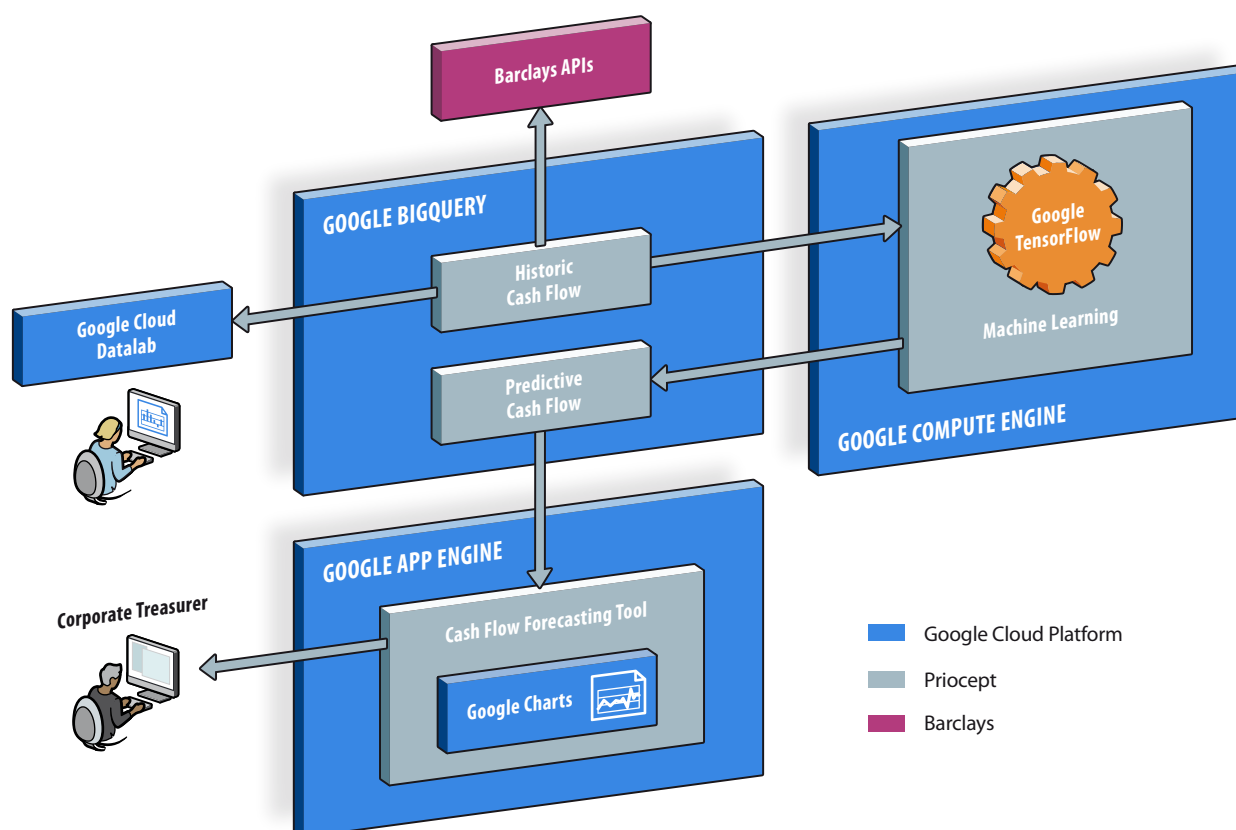 Barclays APIs
GOOGLE BIGQUERY
Historic
Cash Flow
Google
TensorFlow
Machine Learning
Google Cloud
Datalab
Predictive
Cash Flow
GOOGLE COMPUTE ENGINE
GOOGLE APP ENGINE
Corporate Treasurer
Cash Flow Forecasting Tool
Google Charts
Google Cloud Platform
Priocept
Barclays